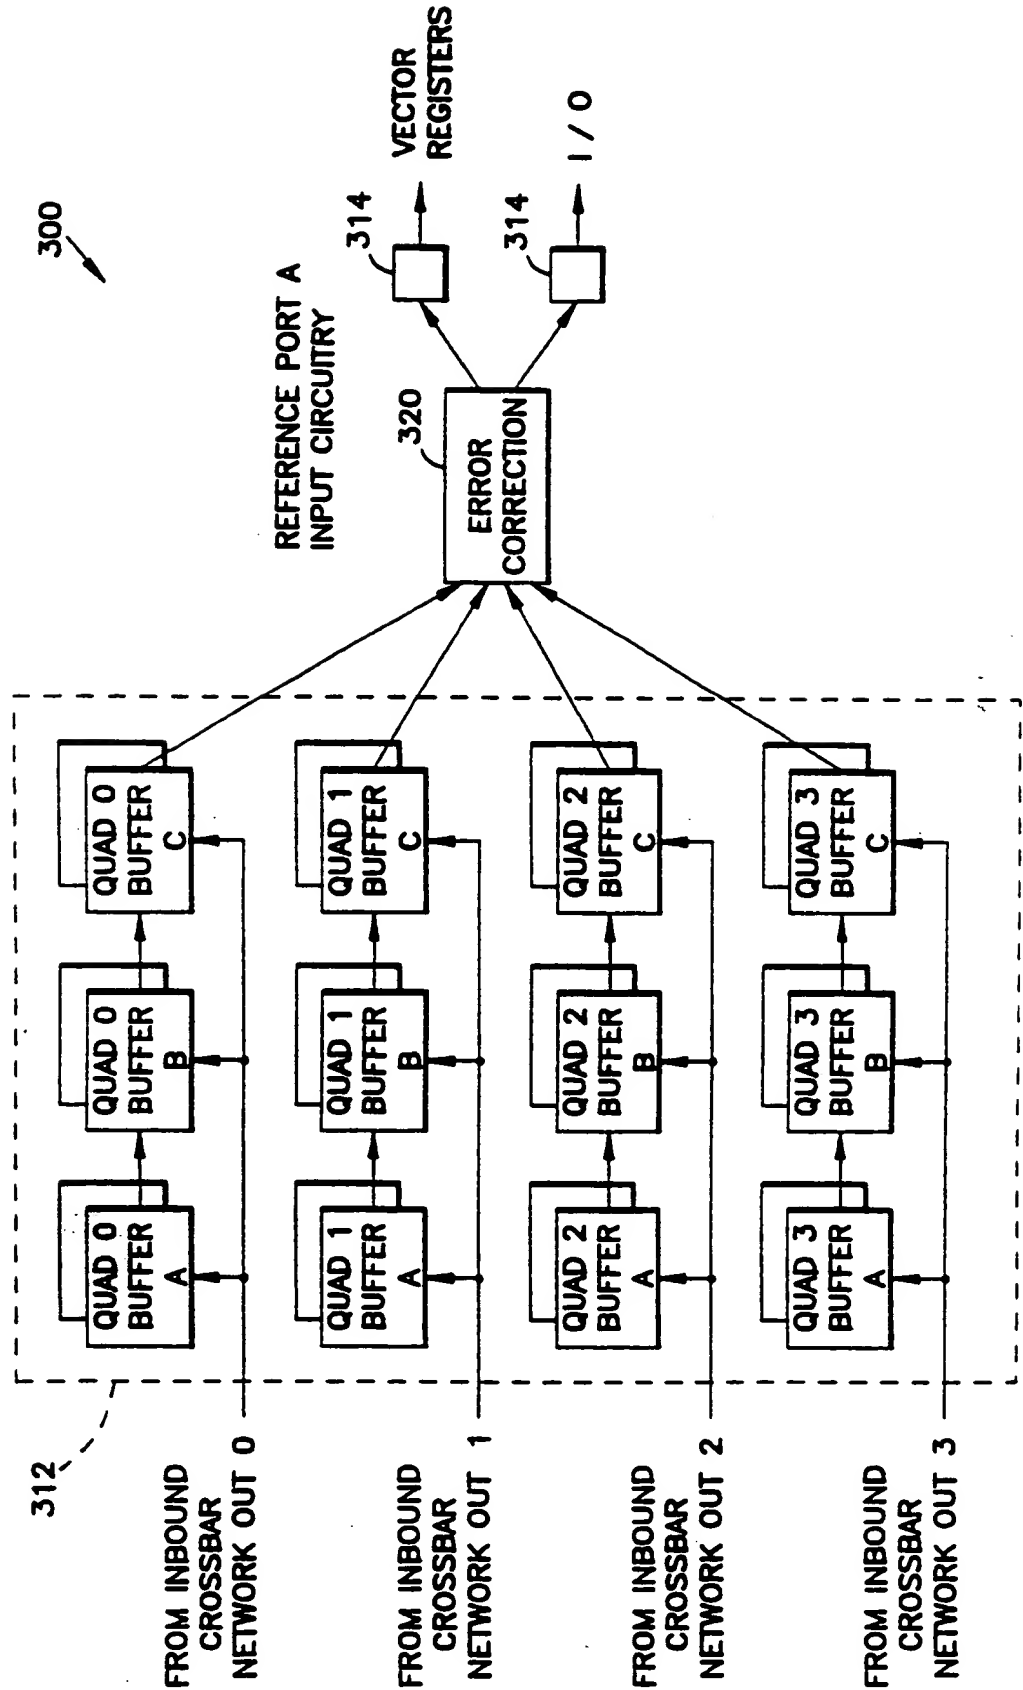 300
REFERENCE PORT A
INPUT CIRCUITRY
312
FROM INBOUND
CROSSBAR
NETWORK OUT 0
QUAD 0
BUFFER
A
QUAD 0
BUFFER
B
QUAD 0
BUFFER
C
FROM INBOUND
CROSSBAR
NETWORK OUT 1
QUAD 1
BUFFER
A
QUAD 1
BUFFER
B
QUAD 1
BUFFER
C
FROM INBOUND
CROSSBAR
NETWORK OUT 2
QUAD 2
BUFFER
A
QUAD 2
BUFFER
B
QUAD 2
BUFFER
C
FROM INBOUND
CROSSBAR
NETWORK OUT 3
QUAD 3
BUFFER
A
QUAD 3
BUFFER
B
QUAD 3
BUFFER
C
320
ERROR
CORRECTION
314
VECTOR
REGISTERS
314
I / O